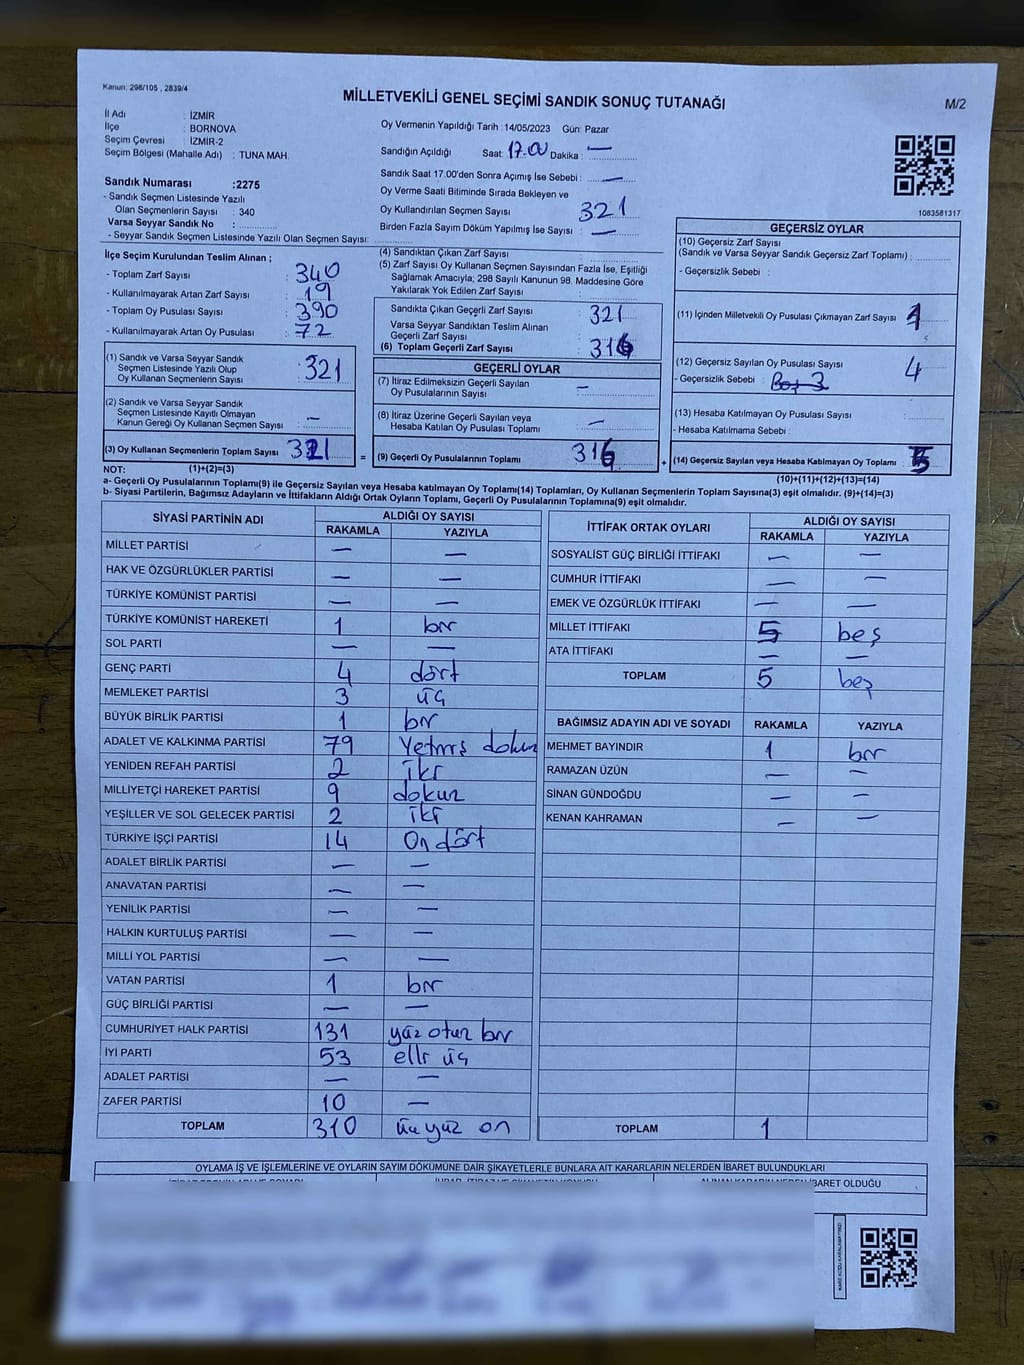 Kanun: 298/105 , 2839/4
MİLLETVEKİLİ GENEL SEÇİMİ SANDIK SONUÇ TUTANAĞI
M/2
İl Adı : İZMİR
İlçe : BORNOVA
Seçim Çevresi : İZMİR-2
Seçim Bölgesi (Mahalle Adı) : TUNA MAH.
Oy Vermenin Yapıldığı Tarih :14/05/2023 Gün: Pazar
Sandığın Açıldığı Saat: 17.00 Dakika : —
Sandık Saat 17.00'den Sonra Açımış İse Sebebi : —
Oy Verme Saati Bitiminde Sırada Bekleyen ve
Oy Kullandırılan Seçmen Sayısı 321
Birden Fazla Sayım Döküm Yapılmış İse Sayısı : —
1083581317
Sandık Numarası :2275
- Sandık Seçmen Listesinde Yazılı
Olan Seçmenlerin Sayısı : 340
Varsa Seyyar Sandık No :
- Seyyar Sandık Seçmen Listesinde Yazılı Olan Seçmen Sayısı:
İlçe Seçim Kurulundan Teslim Alınan ;
- Toplam Zarf Sayısı : 340
- Kullanılmayarak Artan Zarf Sayısı : 19
- Toplam Oy Pusulası Sayısı : 390
- Kullanılmayarak Artan Oy Pusulası : 72
(1) Sandık ve Varsa Seyyar Sandık
Seçmen Listesinde Yazılı Olup
Oy Kullanan Seçmenlerin Sayısı : 321
(2) Sandık ve Varsa Seyyar Sandık
Seçmen Listesinde Kayıtlı Olmayan
Kanun Gereği Oy Kullanan Seçmen Sayısı : —
(3) Oy Kullanan Seçmenlerin Toplam Sayısı : 321 =
(4) Sandıktan Çıkan Zarf Sayısı :
(5) Zarf Sayısı Oy Kullanan Seçmen Sayısından Fazla İse, Eşitliği
Sağlamak Amacıyla; 298 Sayılı Kanunun 98. Maddesine Göre
Yakılarak Yok Edilen Zarf Sayısı :
Sandıkta Çıkan Geçerli Zarf Sayısı : 321
Varsa Seyyar Sandıktan Teslim Alınan
Geçerli Zarf Sayısı :
(6) Toplam Geçerli Zarf Sayısı : 316
GEÇERLİ OYLAR
(7) İtiraz Edilmeksizin Geçerli Sayılan
Oy Pusulalarının Sayısı : —
(8) İtiraz Üzerine Geçerli Sayılan veya
Hesaba Katılan Oy Pusulası Toplamı : —
(9) Geçerli Oy Pusulalarının Toplamı : 316 +
GEÇERSİZ OYLAR
(10) Geçersiz Zarf Sayısı
(Sandık ve Varsa Seyyar Sandık Geçersiz Zarf Toplamı) :
- Geçersizlik Sebebi :
(11) İçinden Milletvekili Oy Pusulası Çıkmayan Zarf Sayısı : 1
(12) Geçersiz Sayılan Oy Pusulası Sayısı : 4
- Geçersizlik Sebebi : Boş 3
(13) Hesaba Katılmayan Oy Pusulası Sayısı :
- Hesaba Katılmama Sebebi :
(14) Geçersiz Sayılan veya Hesaba Katılmayan Oy Toplamı : 5
NOT: (1)+(2)=(3)
(10)+(11)+(12)+(13)=(14)
a- Geçerli Oy Pusulalarının Toplamı(9) ile Geçersiz Sayılan veya Hesaba katılmayan Oy Toplamı(14) Toplamları, Oy Kullanan Seçmenlerin Toplam Sayısına(3) eşit olmalıdır. (9)+(14)=(3)
b- Siyasi Partilerin, Bağımsız Adayların ve İttifakların Aldığı Ortak Oyların Toplamı, Geçerli Oy Pusulalarının Toplamına(9) eşit olmalıdır.
SİYASİ PARTİNİN ADI ALDIĞI OY SAYISI
RAKAMLA YAZIYLA
MİLLET PARTİSİ — —
HAK VE ÖZGÜRLÜKLER PARTİSİ — —
TÜRKİYE KOMÜNİST PARTİSİ — —
TÜRKİYE KOMÜNİST HAREKETİ 1 bir
SOL PARTİ — —
GENÇ PARTİ 4 dört
MEMLEKET PARTİSİ 3 üç
BÜYÜK BİRLİK PARTİSİ 1 bir
ADALET VE KALKINMA PARTİSİ 79 Yetmiş dokuz
YENİDEN REFAH PARTİSİ 2 iki
MİLLİYETÇİ HAREKET PARTİSİ 9 dokuz
YEŞİLLER VE SOL GELECEK PARTİSİ 2 iki
TÜRKİYE İŞÇİ PARTİSİ 14 On dört
ADALET BİRLİK PARTİSİ — —
ANAVATAN PARTİSİ — —
YENİLİK PARTİSİ — —
HALKIN KURTULUŞ PARTİSİ — —
MİLLİ YOL PARTİSİ — —
VATAN PARTİSİ 1 bir
GÜÇ BİRLİĞİ PARTİSİ — —
CUMHURİYET HALK PARTİSİ 131 yüz otuz bir
İYİ PARTİ 53 elli üç
ADALET PARTİSİ — —
ZAFER PARTİSİ 10 —
TOPLAM 310 üçyüz on
İTTİFAK ORTAK OYLARI ALDIĞI OY SAYISI
RAKAMLA YAZIYLA
SOSYALİST GÜÇ BİRLİĞİ İTTİFAKI — —
CUMHUR İTTİFAKI — —
EMEK VE ÖZGÜRLÜK İTTİFAKI — —
MİLLET İTTİFAKI 5 beş
ATA İTTİFAKI — —
TOPLAM 5 beş
BAĞIMSIZ ADAYIN ADI VE SOYADI RAKAMLA YAZIYLA
MEHMET BAYINDIR 1 bir
RAMAZAN ÜZÜN — —
SİNAN GÜNDOĞDU — —
KENAN KAHRAMAN — —
TOPLAM 1
OYLAMA İŞ VE İŞLEMLERİNE VE OYLARIN SAYIM DÖKÜMÜNE DAİR ŞİKAYETLERLE BUNLARA AİT KARARLARIN NELERDEN İBARET BULUNDUKLARI